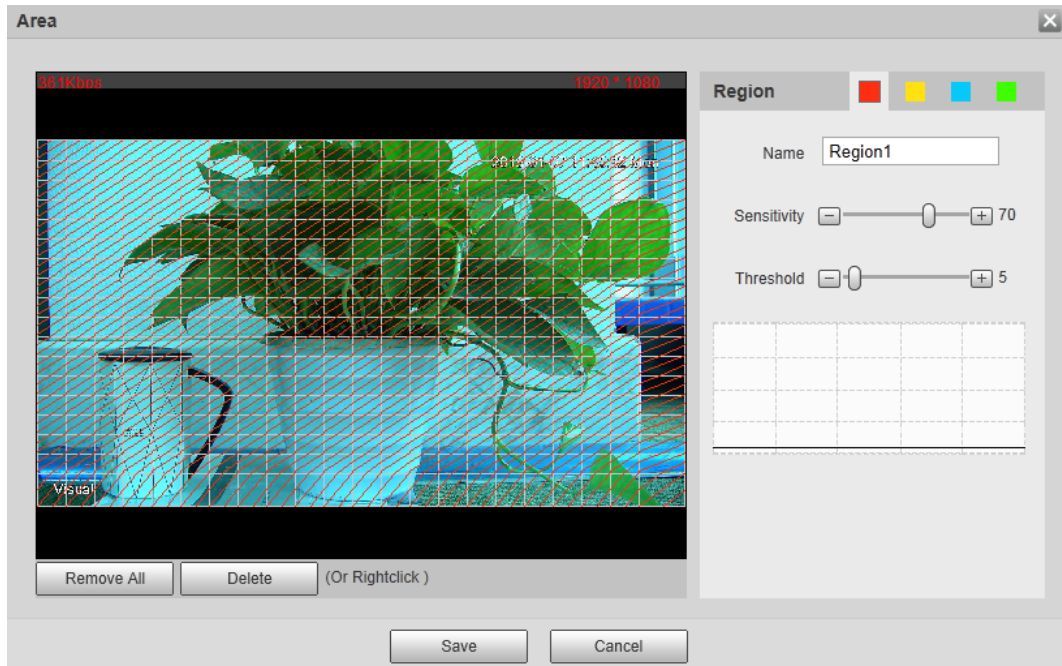 Area
361Kbps
1920 * 1080
Region
Name
Region1
Sensitivity
70
Threshold
5
Visual
Remove All
Delete
(Or Rightclick )
Save
Cancel